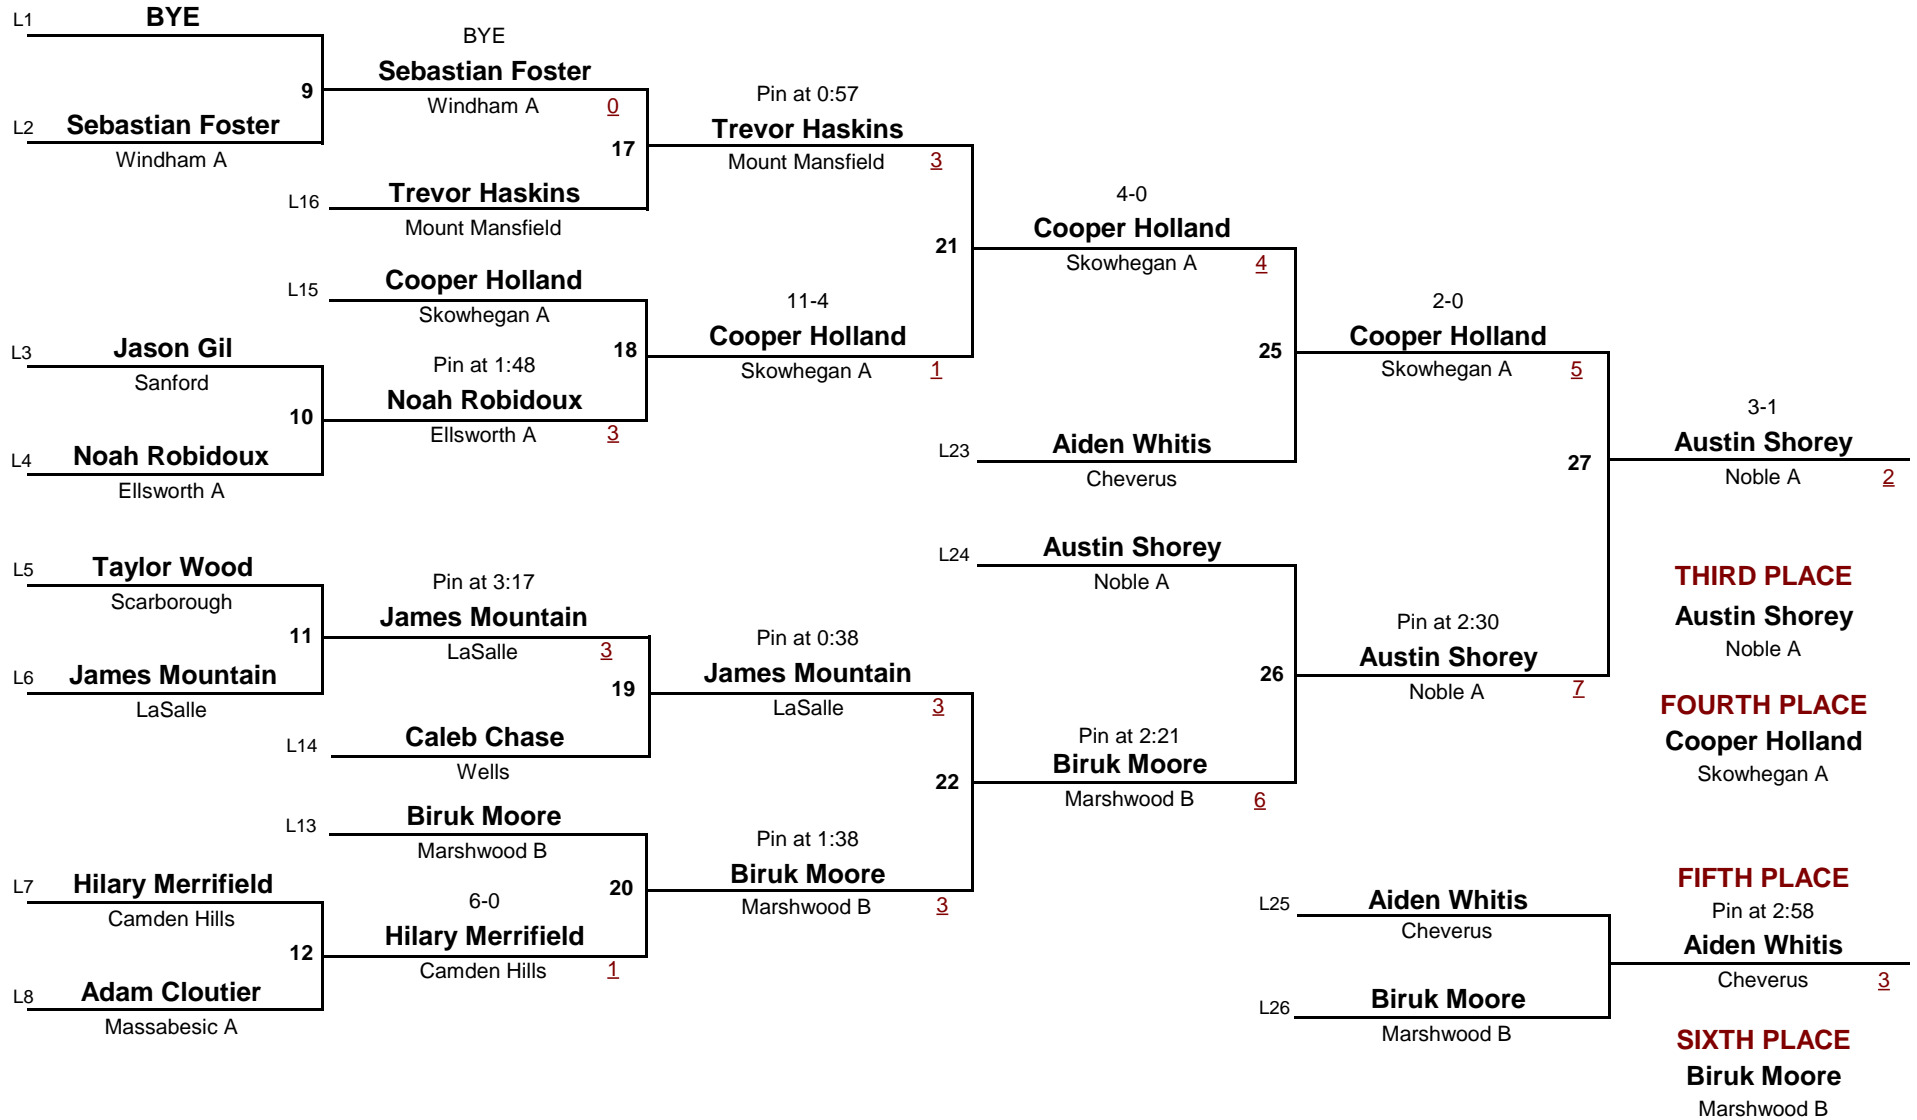 L1
BYE
9
L2
Sebastian Foster
Windham A
BYE
Sebastian Foster
Windham A
0
17
L16
Trevor Haskins
Mount Mansfield
Pin at 0:57
Trevor Haskins
Mount Mansfield
3
21
L15
Cooper Holland
Skowhegan A
18
L3
Jason Gil
Sanford
10
L4
Noah Robidoux
Ellsworth A
Pin at 1:48
Noah Robidoux
Ellsworth A
3
11-4
Cooper Holland
Skowhegan A
1
4-0
Cooper Holland
Skowhegan A
4
25
L23
Aiden Whitis
Cheverus
2-0
Cooper Holland
Skowhegan A
5
27
3-1
Austin Shorey
Noble A
2
L5
Taylor Wood
Scarborough
11
L6
James Mountain
LaSalle
Pin at 3:17
James Mountain
LaSalle
3
19
L14
Caleb Chase
Wells
Pin at 0:38
James Mountain
LaSalle
3
22
L13
Biruk Moore
Marshwood B
20
L7
Hilary Merrifield
Camden Hills
12
L8
Adam Cloutier
Massabesic A
6-0
Hilary Merrifield
Camden Hills
1
Pin at 1:38
Biruk Moore
Marshwood B
3
L24
Austin Shorey
Noble A
26
Pin at 2:21
Biruk Moore
Marshwood B
6
Pin at 2:30
Austin Shorey
Noble A
7
THIRD PLACE
Austin Shorey
Noble A
FOURTH PLACE
Cooper Holland
Skowhegan A
L25
Aiden Whitis
Cheverus
L26
Biruk Moore
Marshwood B
FIFTH PLACE
Pin at 2:58
Aiden Whitis
Cheverus
3
SIXTH PLACE
Biruk Moore
Marshwood B